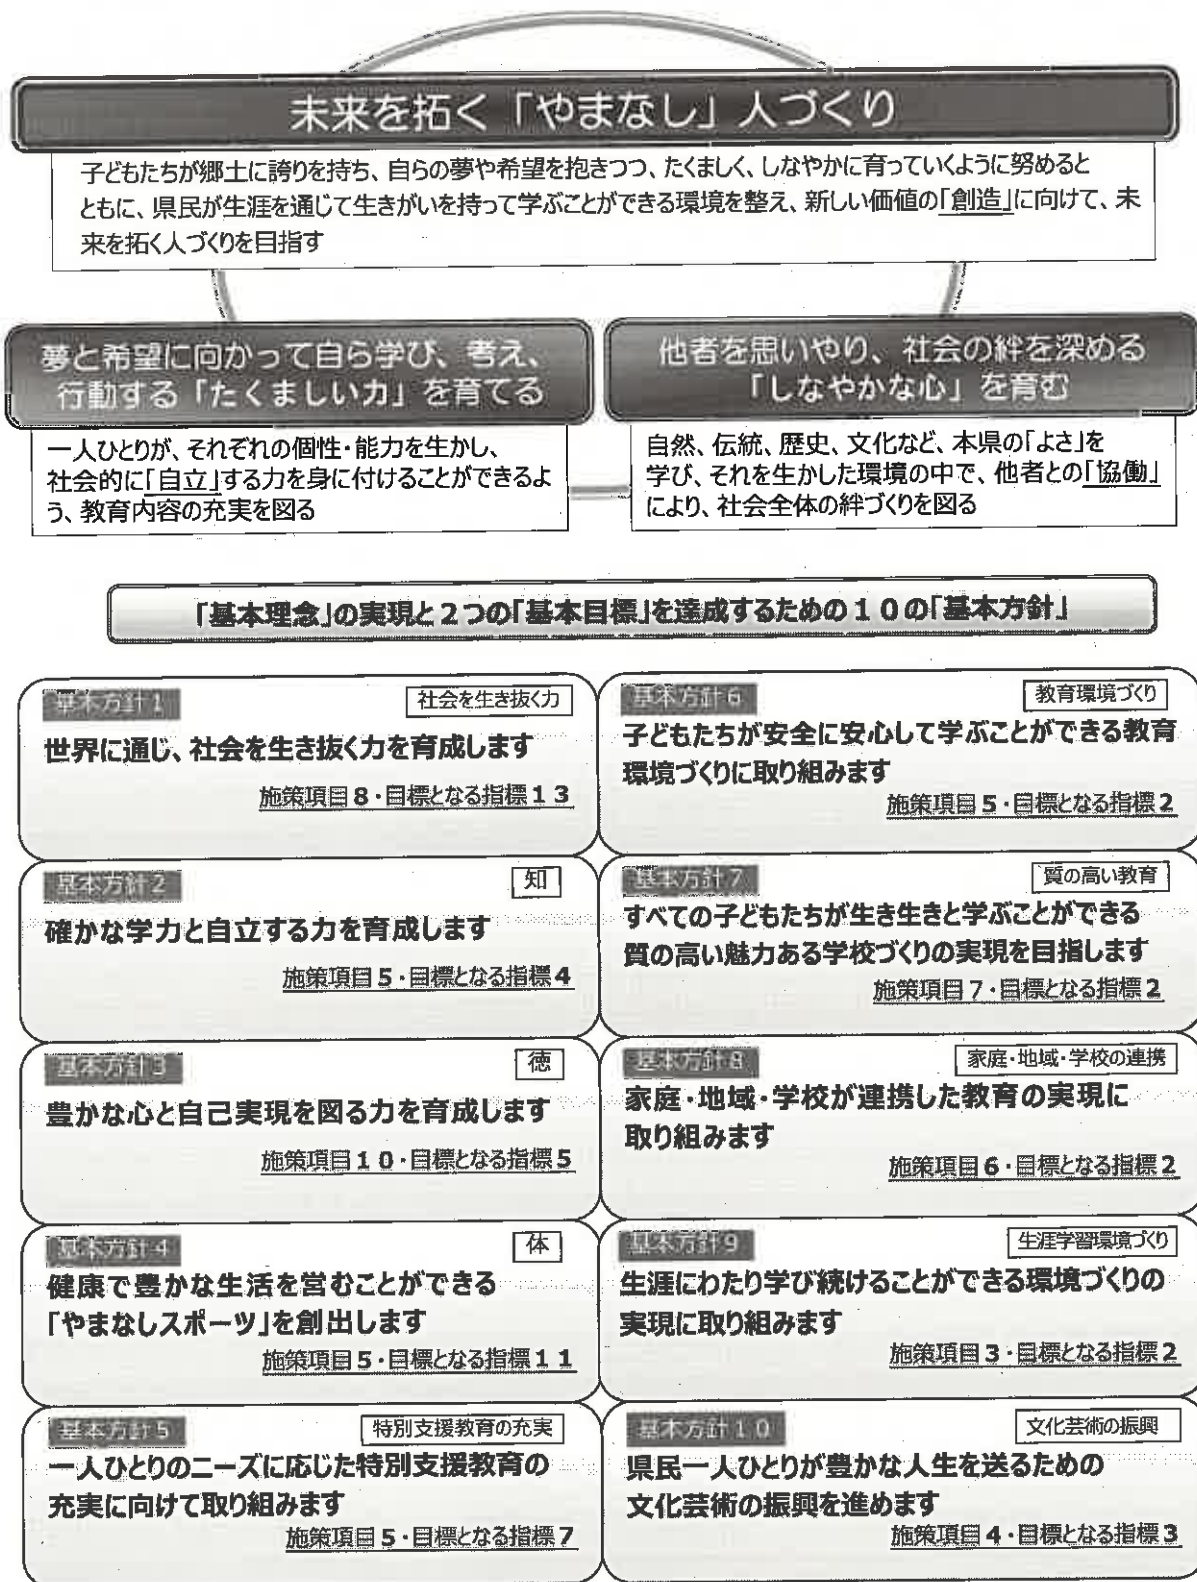 未来を拓く「やまなし」人づくり
子どもたちが郷土に誇りを持ち、自らの夢や希望を抱きつつ、たくましく、しなやかに育っていくように努めると
ともに、県民が生涯を通じて生きがいを持って学ぶことができる環境を整え、新しい価値の「創造」に向けて、未
来を拓く人づくりを目指す
夢と希望に向かって自ら学び、考え、
行動する「たくましい力」を育てる
一人ひとりが、それぞれの個性・能力を生かし、
社会的に「自立」する力を身に付けることができるよ
う、教育内容の充実を図る
他者を思いやり、社会の絆を深める
「しなやかな心」を育む
自然、伝統、歴史、文化など、本県の「よさ」を
学び、それを生かした環境の中で、他者との「協働」
により、社会全体の絆づくりを図る
「基本理念」の実現と2つの「基本目標」を達成するための10の「基本方針」
基本方針1
社会を生き抜く力
世界に通じ、社会を生き抜く力を育成します
施策項目8・目標となる指標13
基本方針2
知
確かな学力と自立する力を育成します
施策項目5・目標となる指標4
基本方針3
徳
豊かな心と自己実現を図る力を育成します
施策項目10・目標となる指標5
基本方針4
体
健康で豊かな生活を営むことができる
「やまなしスポーツ」を創出します
施策項目5・目標となる指標11
基本方針5
特別支援教育の充実
一人ひとりのニーズに応じた特別支援教育の
充実に向けて取り組みます
施策項目5・目標となる指標7
基本方針6
教育環境づくり
子どもたちが安全に安心して学ぶことができる教育
環境づくりに取り組みます
施策項目5・目標となる指標2
基本方針7
質の高い教育
すべての子どもたちが生き生きと学ぶことができる
質の高い魅力ある学校づくりの実現を目指します
施策項目7・目標となる指標2
基本方針8
家庭・地域・学校の連携
家庭・地域・学校が連携した教育の実現に
取り組みます
施策項目6・目標となる指標2
基本方針9
生涯学習環境づくり
生涯にわたり学び続けることができる環境づくりの
実現に取り組みます
施策項目3・目標となる指標2
基本方針10
文化芸術の振興
県民一人ひとりが豊かな人生を送るための
文化芸術の振興を進めます
施策項目4・目標となる指標3